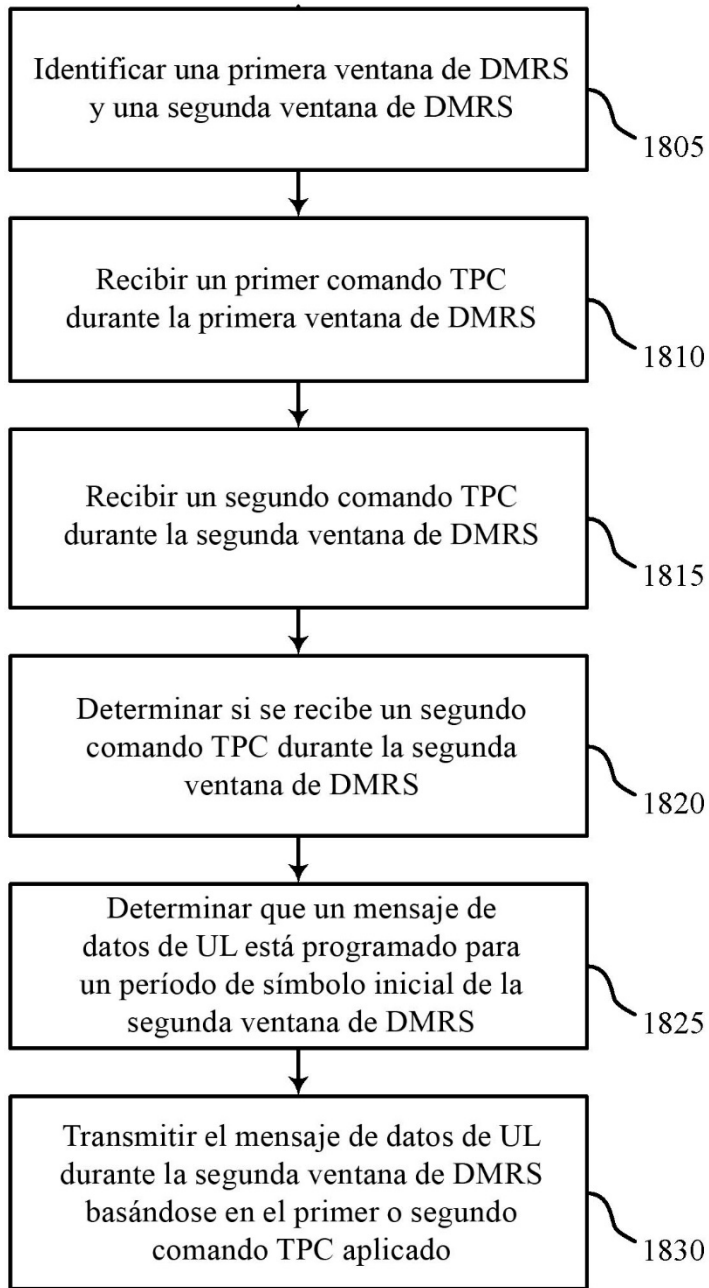 Identificar una primera ventana de DMRS
y una segunda ventana de DMRS
1805
Recibir un primer comando TPC
durante la primera ventana de DMRS
1810
Recibir un segundo comando TPC
durante la segunda ventana de DMRS
1815
Determinar si se recibe un segundo
comando TPC durante la segunda
ventana de DMRS
1820
Determinar que un mensaje de
datos de UL está programado para
un período de símbolo inicial de la
segunda ventana de DMRS
1825
Transmitir el mensaje de datos de UL
durante la segunda ventana de DMRS
basándose en el primer o segundo
comando TPC aplicado
1830